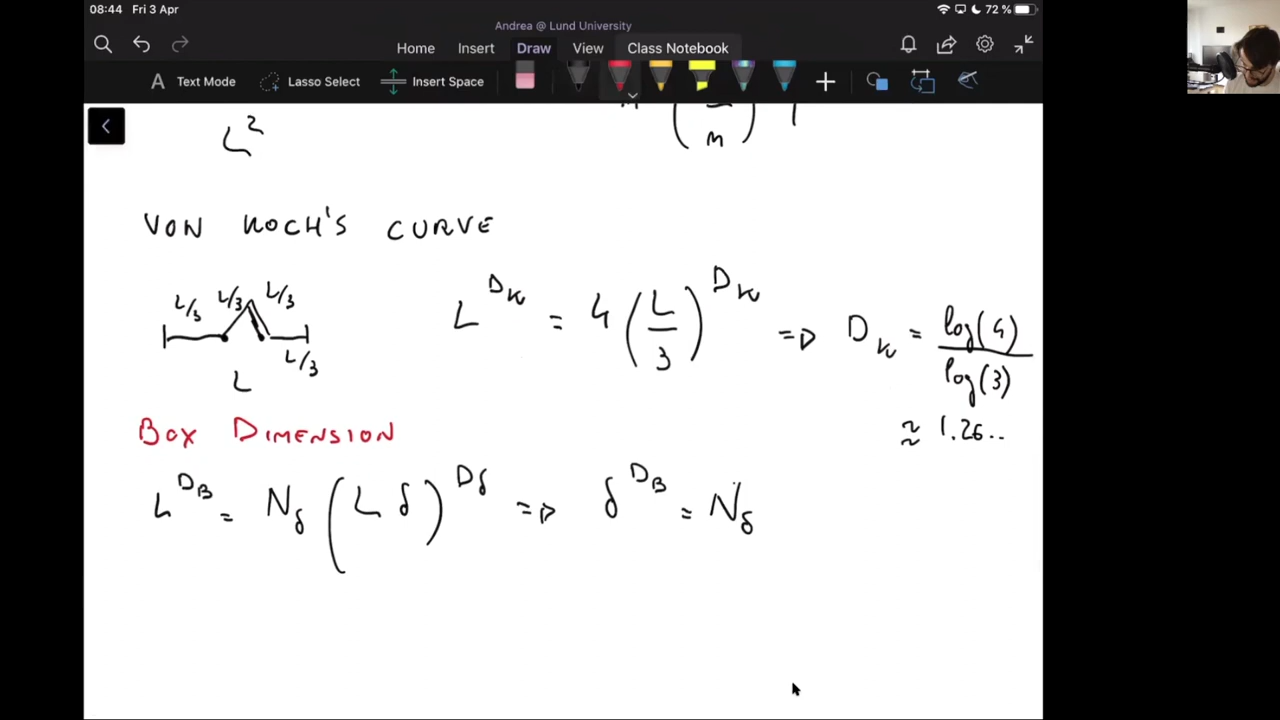 08:44 Fri 3 Apr
72 %
Andrea @ Lund University
Home Insert Draw View Class Notebook
A Text Mode Lasso Select Insert Space
L²
m
VON KOCH'S CURVE
L/3 L/3 L/3
L/3
L
L^{D_K} = 4 (L/3)^{D_K} => D_K = log(4)/log(3)
≈ 1.26..
BOX DIMENSION
L^{D_B} = N_δ (L δ)^{Dδ} => δ^{D_B} = N_δ